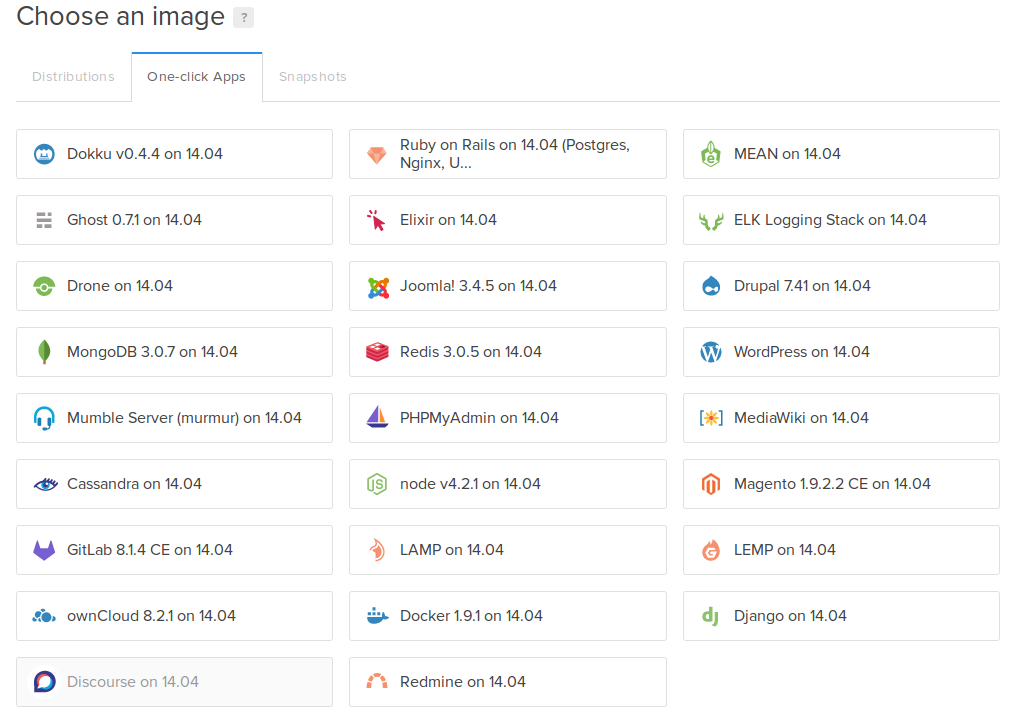 Choose an image ?
Distributions One-click Apps Snapshots
Dokku v0.4.4 on 14.04
Ruby on Rails on 14.04 (Postgres,
Nginx, U...
MEAN on 14.04
Ghost 0.7.1 on 14.04
Elixir on 14.04
ELK Logging Stack on 14.04
Drone on 14.04
Joomla! 3.4.5 on 14.04
Drupal 7.41 on 14.04
MongoDB 3.0.7 on 14.04
Redis 3.0.5 on 14.04
WordPress on 14.04
Mumble Server (murmur) on 14.04
PHPMyAdmin on 14.04
MediaWiki on 14.04
Cassandra on 14.04
node v4.2.1 on 14.04
Magento 1.9.2.2 CE on 14.04
GitLab 8.1.4 CE on 14.04
LAMP on 14.04
LEMP on 14.04
ownCloud 8.2.1 on 14.04
Docker 1.9.1 on 14.04
dj Django on 14.04
Discourse on 14.04
Redmine on 14.04